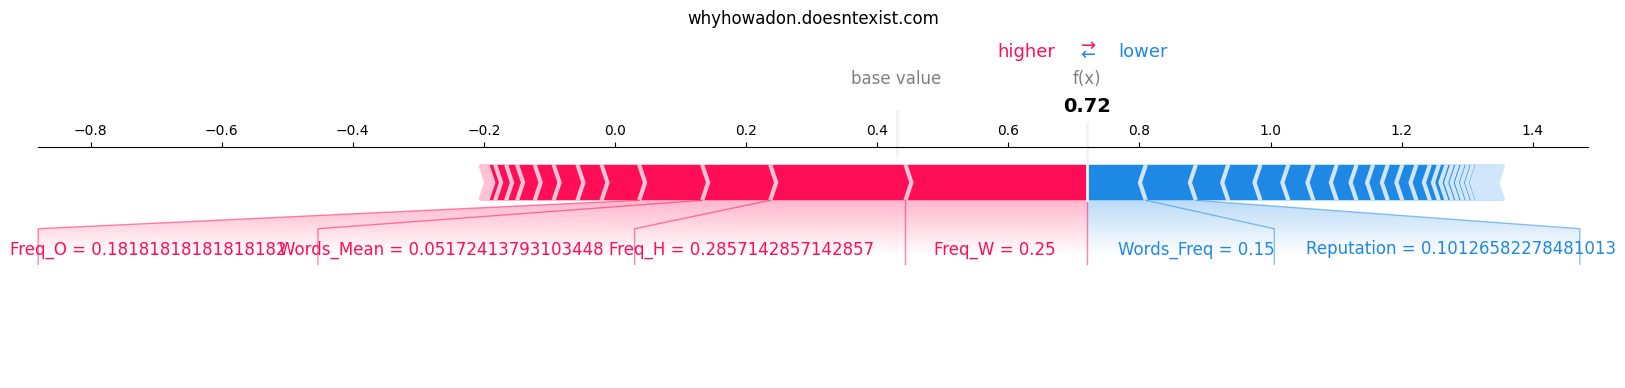 whyhowadon.doesntexist.com
higher ⇄ lower
base value f(x)
0.72
−0.8 −0.6 −0.4 −0.2 0.0 0.2 0.4 0.6 0.8 1.0 1.2 1.4
Freq_O = 0.18181818181818182 Words_Mean = 0.05172413793103448 Freq_H = 0.2857142857142857 Freq_W = 0.25 Words_Freq = 0.15 Reputation = 0.10126582278481013